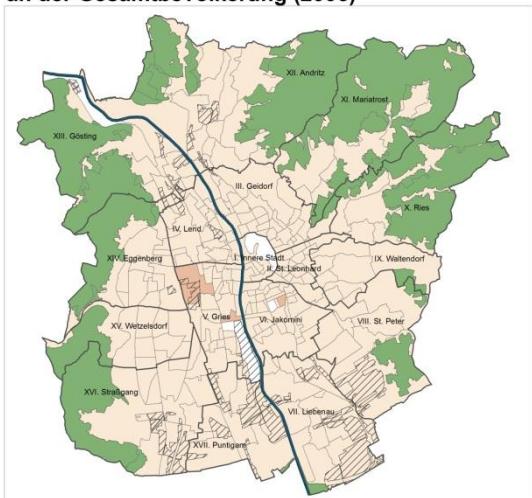 an der Gesamtbevölkerung (2006)
XII. Andritz
XI. Mariatrost
XIII. Gösting
III. Geidorf
X. Ries
IV. Lend
XIV. Eggenberg
I. Innere Stadt
IX. Waltendorf
II. St. Leonhard
V. Gries
VI. Jakomini
VIII. St. Peter
XV. Wetzelsdorf
XVI. Straßgang
VII. Liebenau
XVII. Puntigam